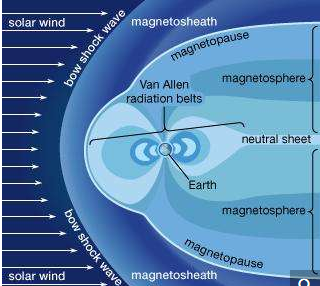 solar wind
bow shock wave
magnetosheath
magnetopause
magnetosphere
Van Allen
radiation belts
neutral sheet
Earth
magnetosphere
bow shock wave
magnetopause
solar wind
magnetosheath